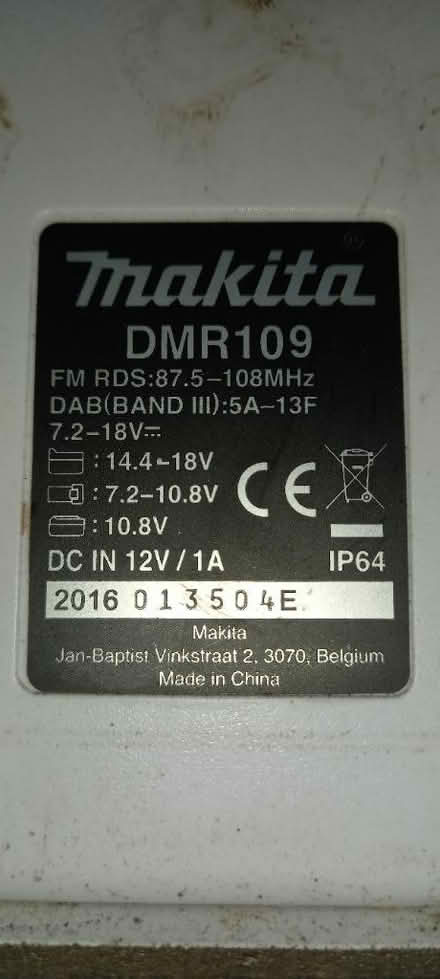 makita
DMR109
FM RDS:87.5-108MHz
DAB(BAND III):5A-13F
7.2-18V⎓
:14.4-18V
:7.2-10.8V
:10.8V
CE
DC IN 12V / 1A
IP64
2016 013504E
Makita
Jan-Baptist Vinkstraat 2, 3070, Belgium
Made in China